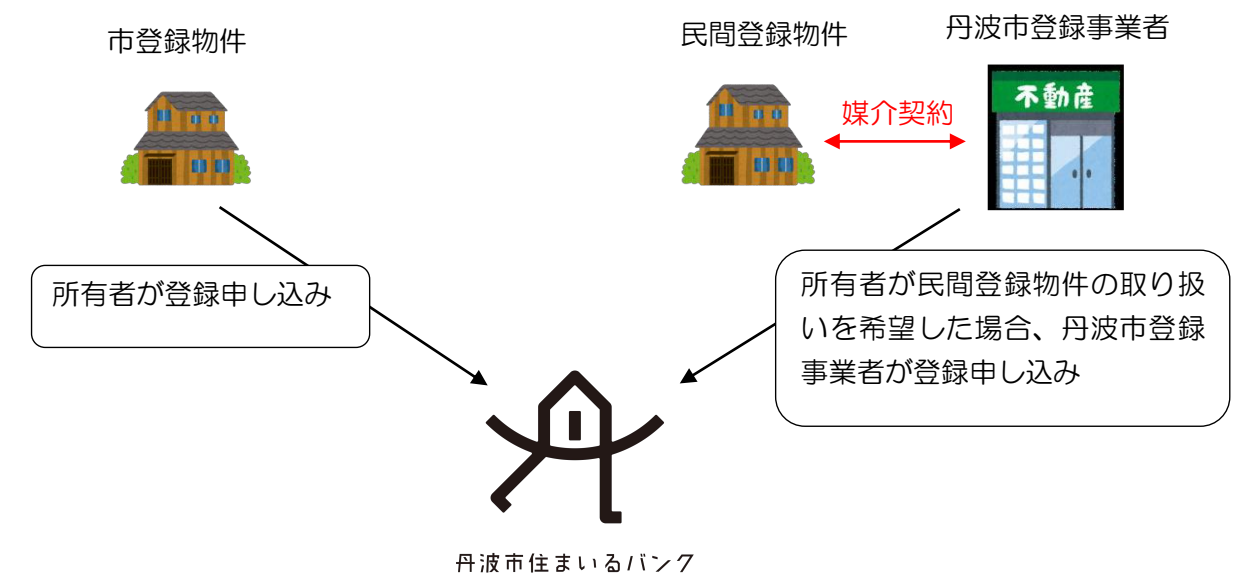 市登録物件
民間登録物件
丹波市登録事業者
不動産
媒介契約
所有者が登録申し込み
所有者が民間登録物件の取り扱
いを希望した場合、丹波市登録
事業者が登録申し込み
丹波市住まいるバンク